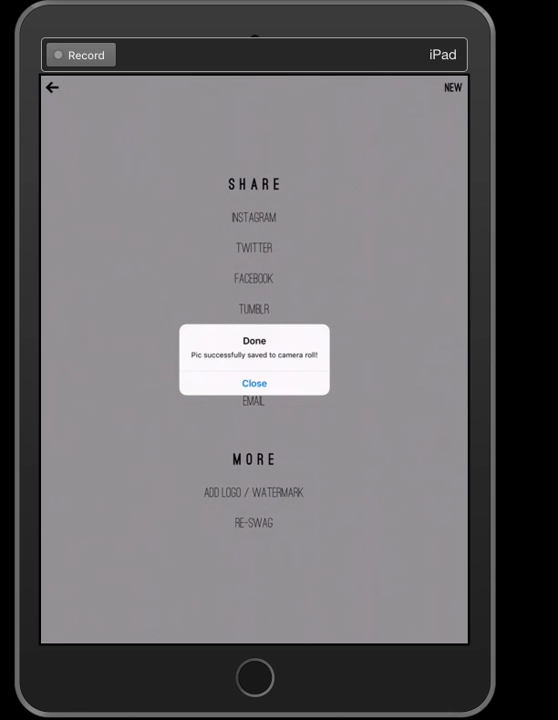 Record
iPad
NEW
SHARE
INSTAGRAM
TWITTER
FACEBOOK
TUMBLR
Done
Pic successfully saved to camera roll!
Close
EMAIL
MORE
ADD LOGO / WATERMARK
RE-SWAG